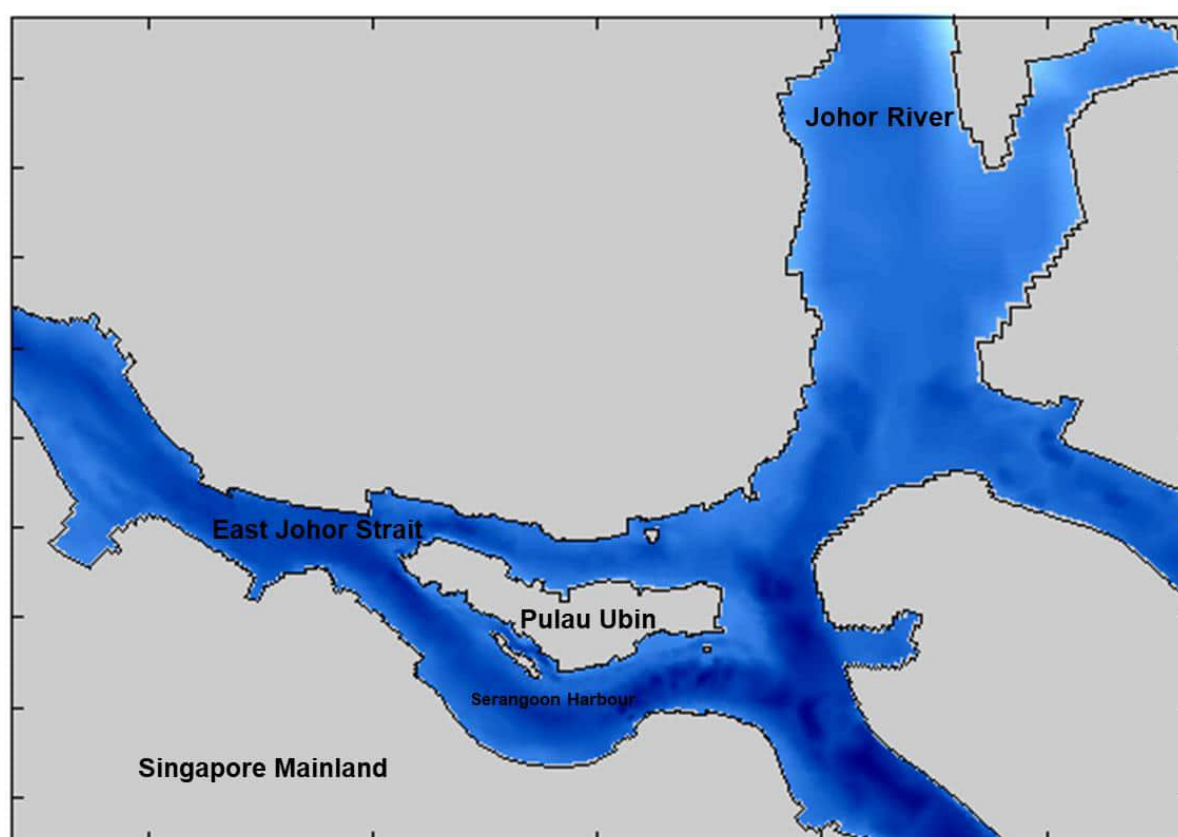 Johor River
East Johor Strait
Pulau Ubin
Serangoon Harbour
Singapore Mainland